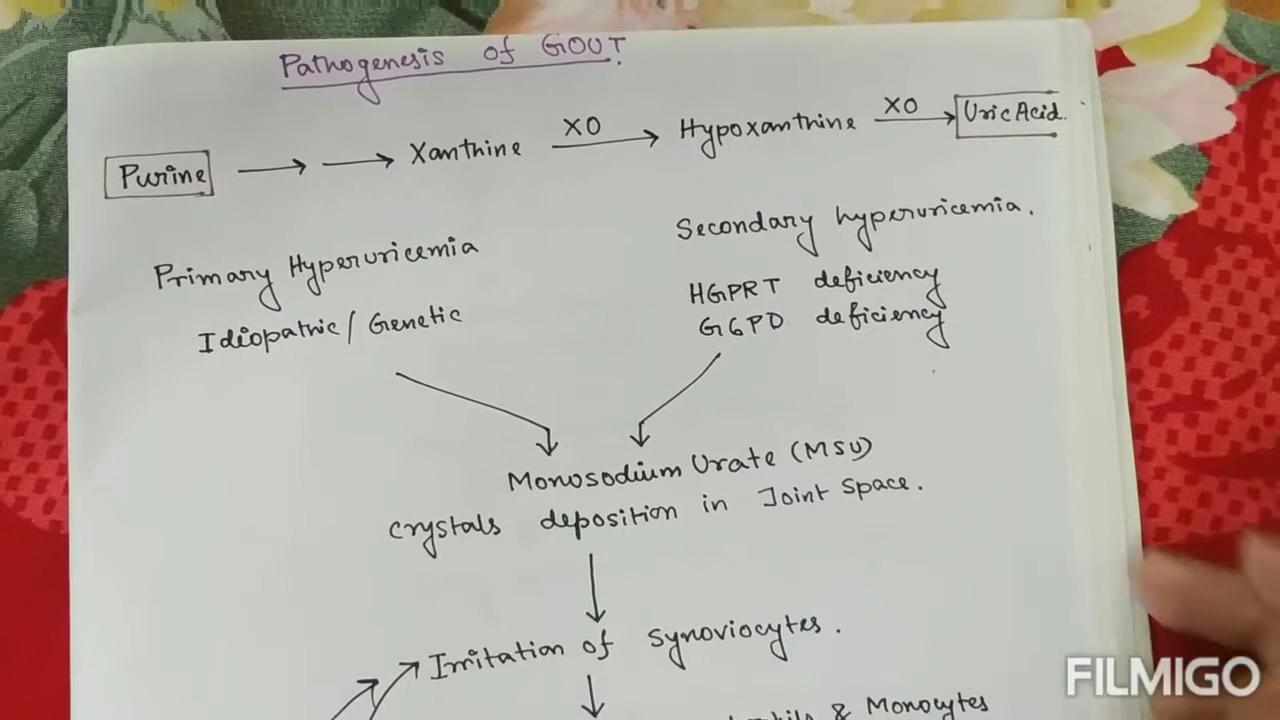 Pathogenesis of GOUT.
Purine → → Xanthine XO → Hypoxanthine XO → Uric Acid.
Primary Hyperuricemia
Idiopathic/Genetic
Secondary hyperuricemia.
HGPRT deficiency
G6PD deficiency
Monosodium Urate (MSU)
crystals deposition in Joint Space.
Irritation of synoviocytes.
& Monocytes
FILMIGO